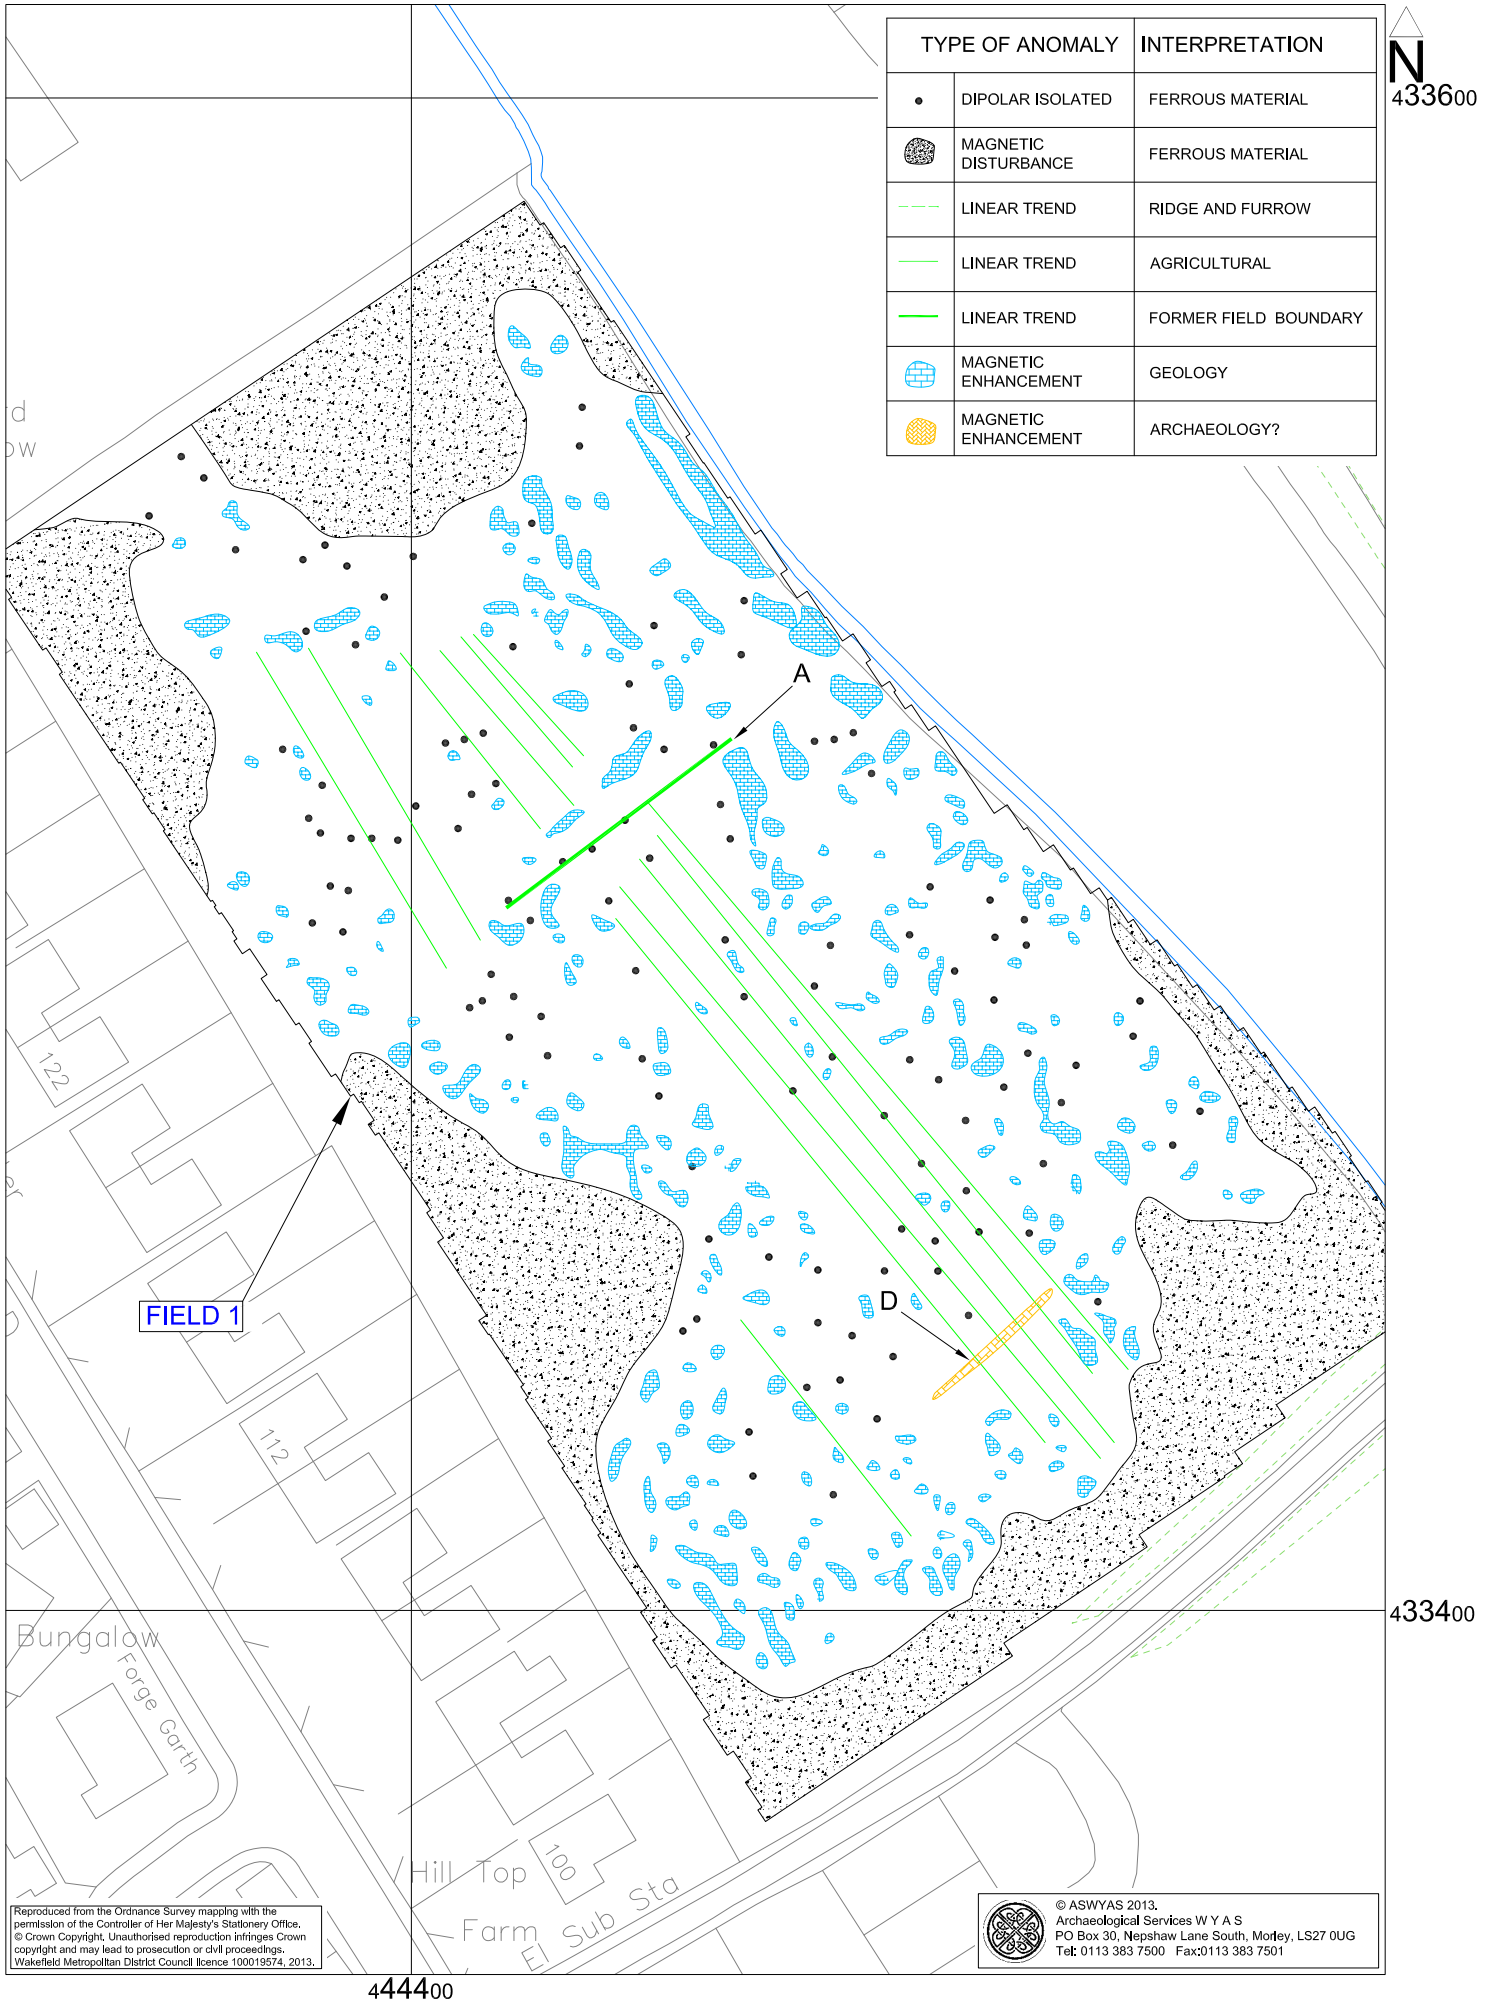 TYPE OF ANOMALY INTERPRETATION
DIPOLAR ISOLATED FERROUS MATERIAL
MAGNETIC
DISTURBANCE
FERROUS MATERIAL
LINEAR TREND RIDGE AND FURROW
LINEAR TREND AGRICULTURAL
LINEAR TREND FORMER FIELD BOUNDARY
MAGNETIC
ENHANCEMENT
GEOLOGY
MAGNETIC
ENHANCEMENT
ARCHAEOLOGY?
N
433600
A
122
FIELD 1
D
112
433400
Bungalow
Forge Garth
100
Hill Top
Farm
El Sub Sta
Reproduced from the Ordnance Survey mapping with the
permission of the Controller of Her Majesty's Stationery Office.
© Crown Copyright. Unauthorised reproduction infringes Crown
copyright and may lead to prosecution or civil proceedings.
Wakefield Metropolitan District Council licence 100019574, 2013.
© ASWYAS 2013.
Archaeological Services W Y A S
PO Box 30, Nepshaw Lane South, Morley, LS27 0UG
Tel: 0113 383 7500 Fax:0113 383 7501
444400